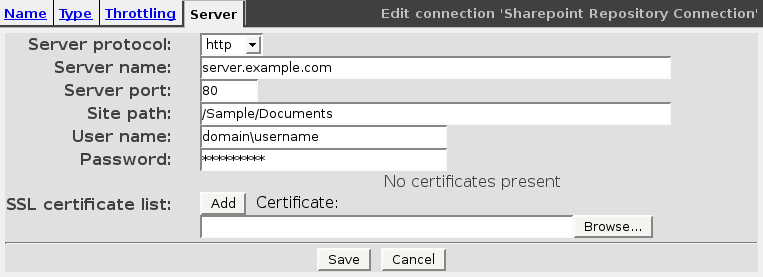 Name Type Throttling Server Edit connection 'Sharepoint Repository Connection'
Server protocol: http
Server name: server.example.com
Server port: 80
Site path: /Sample/Documents
User name: domain\username
Password: *********
No certificates present
SSL certificate list: Add Certificate:
Browse...
Save Cancel